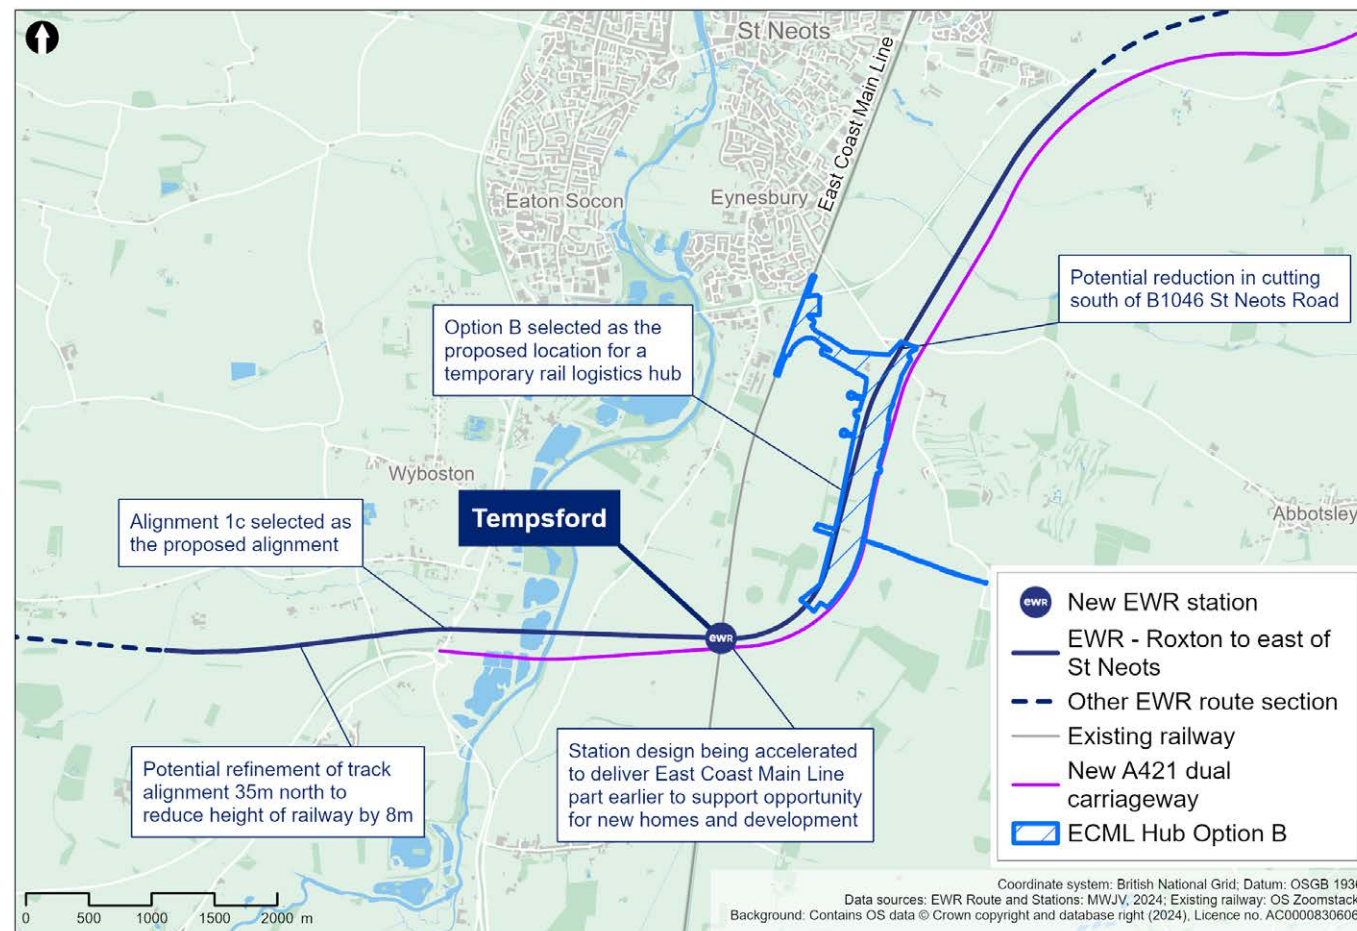 St Neots
East Coast Main Line
Eaton Socon
Eynesbury
Potential reduction in cutting
south of B1046 St Neots Road
Option B selected as the
proposed location for a
temporary rail logistics hub
Wyboston
Abbotsley
Tempsford
Alignment 1c selected as
the proposed alignment
ewr
Potential refinement of track
alignment 35m north to
reduce height of railway by 8m
Station design being accelerated
to deliver East Coast Main Line
part earlier to support opportunity
for new homes and development
ewr New EWR station
EWR - Roxton to east of
St Neots
Other EWR route section
Existing railway
New A421 dual
carriageway
ECML Hub Option B
0 500 1000 1500 2000 m
Coordinate system: British National Grid; Datum: OSGB 1936
Data sources: EWR Route and Stations: MWJV, 2024; Existing railway: OS Zoomstack
Background: Contains OS data © Crown copyright and database right (2024), Licence no. AC0000830606